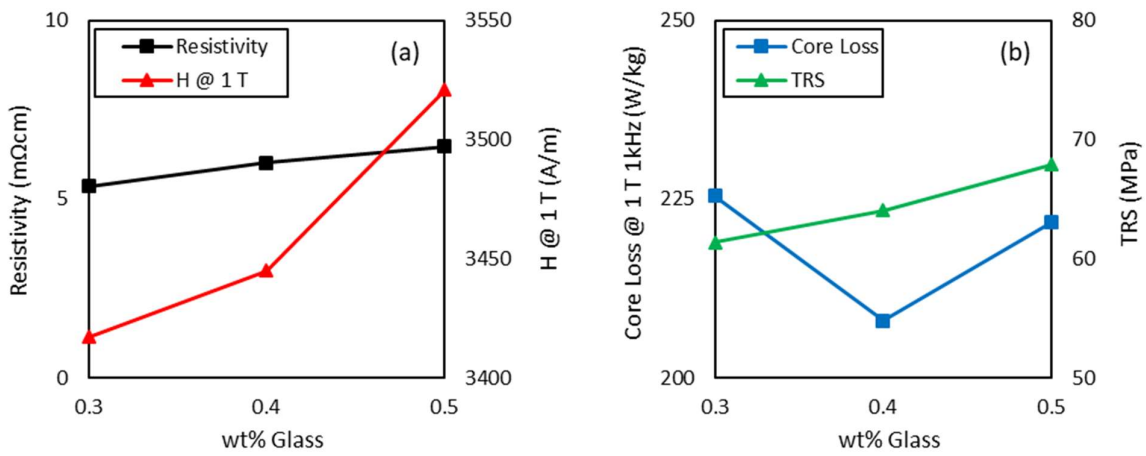 10
5
0
Resistivity (mΩcm)
Resistivity
H @ 1 T
(a)
3550
3500
3450
3400
H @ 1 T (A/m)
0.3
0.4
0.5
wt% Glass
250
225
200
Core Loss @ 1 T 1kHz (W/kg)
Core Loss
TRS
(b)
80
70
60
50
TRS (MPa)
0.3
0.4
0.5
wt% Glass